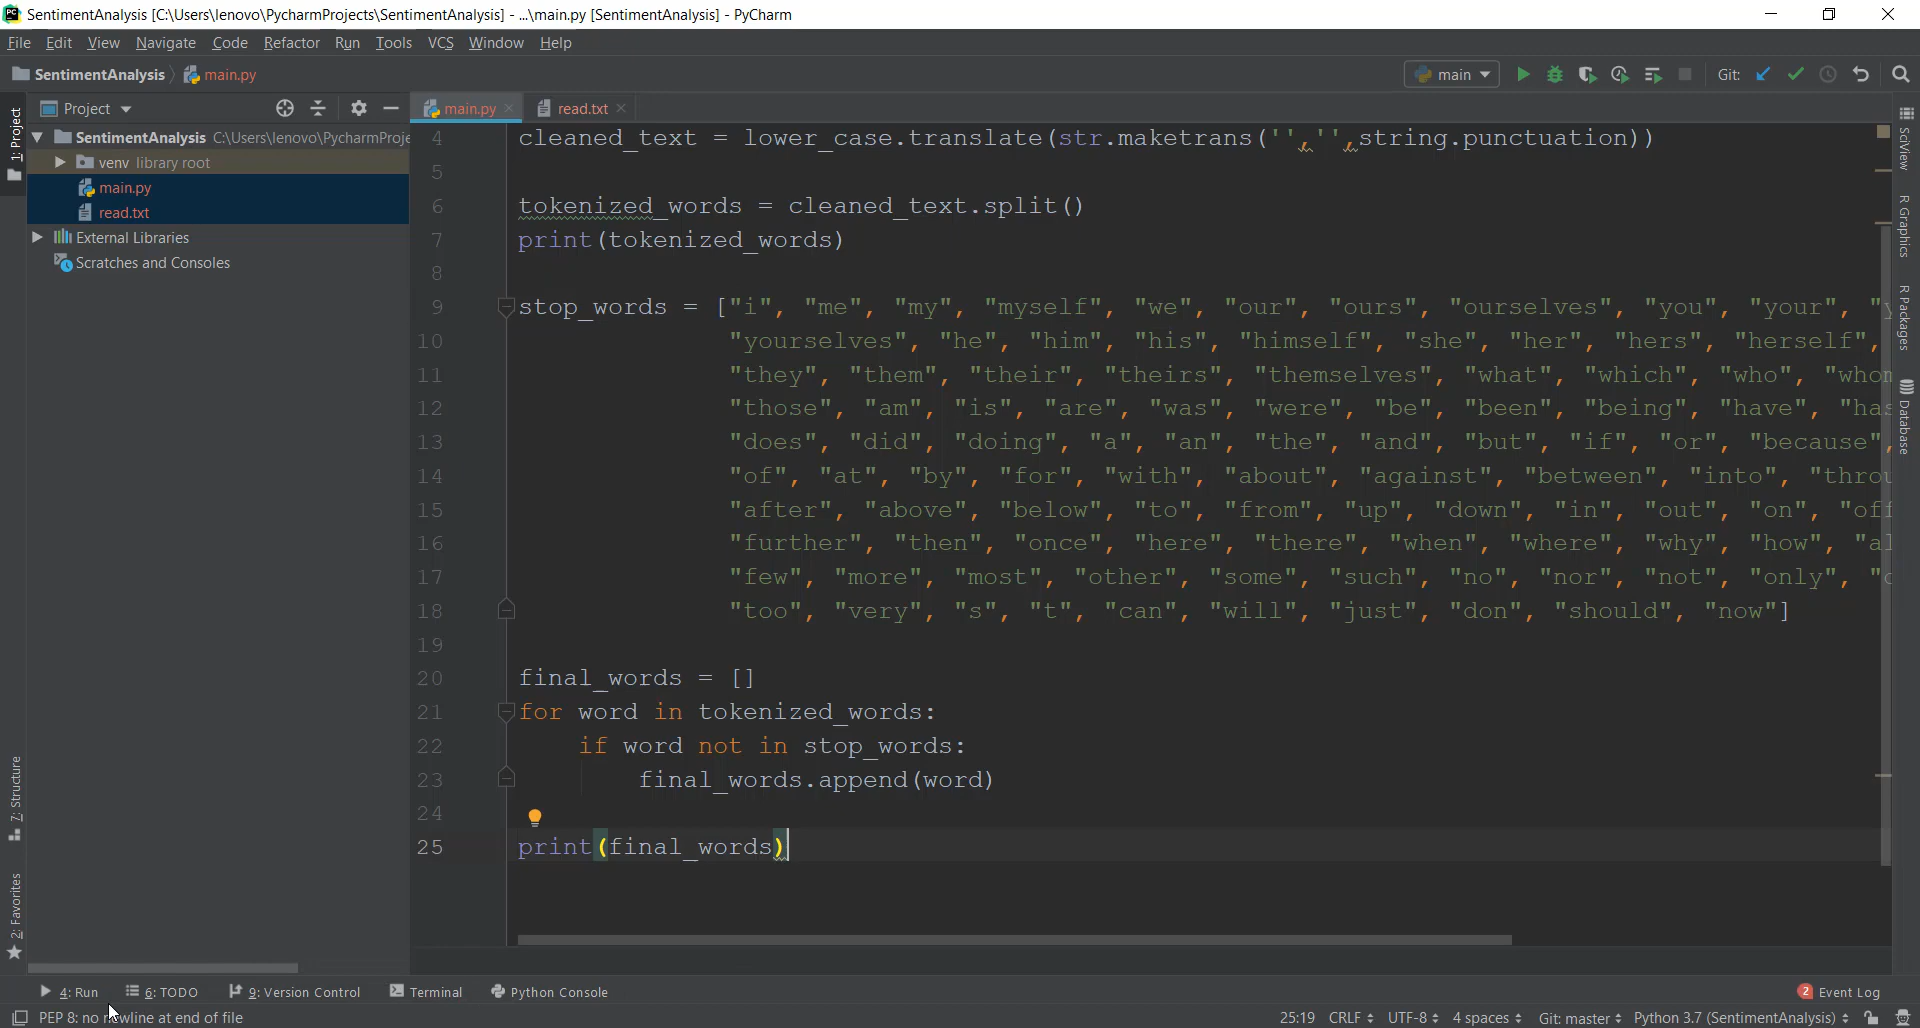 SentimentAnalysis [C:\Users\lenovo\PycharmProjects\SentimentAnalysis] - ...\main.py [SentimentAnalysis] - PyCharm
File Edit View Navigate Code Refactor Run Tools VCS Window Help
SentimentAnalysis main.py main Git:
1: Project
Project
main.py read.txt
SentimentAnalysis C:\Users\lenovo\PycharmProje
venv library root
main.py
read.txt
External Libraries
Scratches and Consoles
4 cleaned_text = lower_case.translate(str.maketrans('','',string.punctuation))
5
6 tokenized_words = cleaned_text.split()
7 print(tokenized_words)
8
9 stop_words = ["i", "me", "my", "myself", "we", "our", "ours", "ourselves", "you", "your", "y
10 "yourselves", "he", "him", "his", "himself", "she", "her", "hers", "herself",
11 "they", "them", "their", "theirs", "themselves", "what", "which", "who", "whom
12 "those", "am", "is", "are", "was", "were", "be", "been", "being", "have", "has
13 "does", "did", "doing", "a", "an", "the", "and", "but", "if", "or", "because",
14 "of", "at", "by", "for", "with", "about", "against", "between", "into", "throu
15 "after", "above", "below", "to", "from", "up", "down", "in", "out", "on", "off
16 "further", "then", "once", "here", "there", "when", "where", "why", "how", "al
17 "few", "more", "most", "other", "some", "such", "no", "nor", "not", "only", "o
18 "too", "very", "s", "t", "can", "will", "just", "don", "should", "now"]
19
20 final_words = []
21 for word in tokenized_words:
22 if word not in stop_words:
23 final_words.append(word)
24
25 print(final_words)
SciView
R Graphics
R Packages
Database
7: Structure
2: Favorites
4: Run 6: TODO 9: Version Control Terminal Python Console 2 Event Log
PEP 8: no newline at end of file 25:19 CRLF UTF-8 4 spaces Git: master Python 3.7 (SentimentAnalysis)